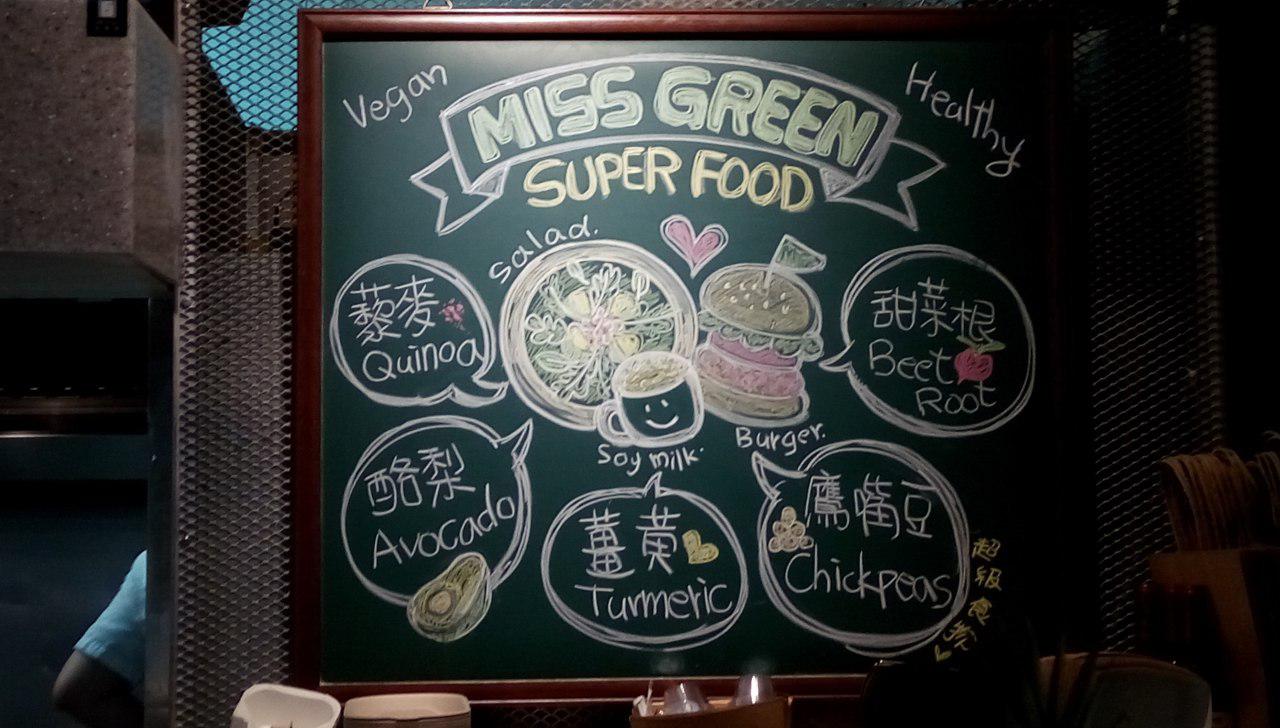 Vegan
Healthy
MISS GREEN
SUPER FOOD
Salad.
藜麥
Quinoa
甜菜根
Beet
Root
Burger.
Soy milk.
酪梨
Avocado
薑黃
Turmeric
鷹嘴豆
Chickpeas
超級食物